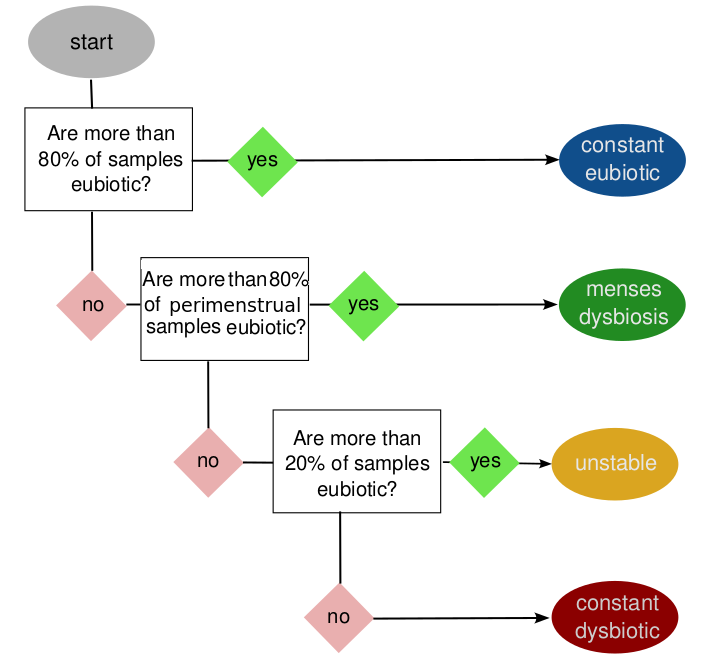 start
Are more than
80% of samples
eubiotic?
yes
constant
eubiotic
no
Are more than 80%
of perimenstrual
samples eubiotic?
yes
menses
dysbiosis
no
Are more than
20% of samples
eubiotic?
yes
unstable
no
constant
dysbiotic